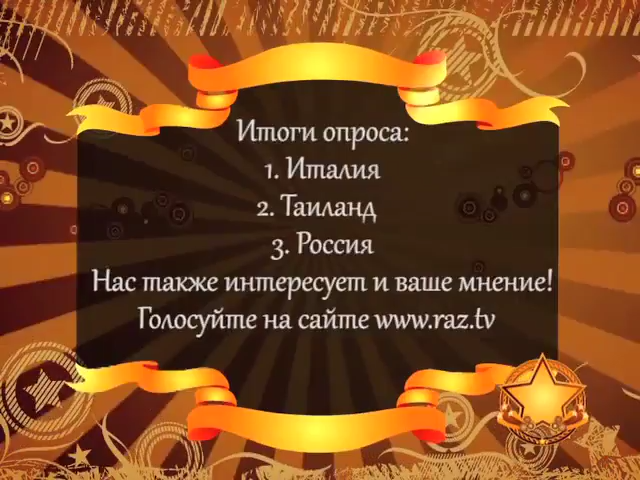 Итоги опроса:
1. Италия
2. Таиланд
3. Россия
Нас также интересует и ваше мнение!
Голосуйте на сайте www.raz.tv